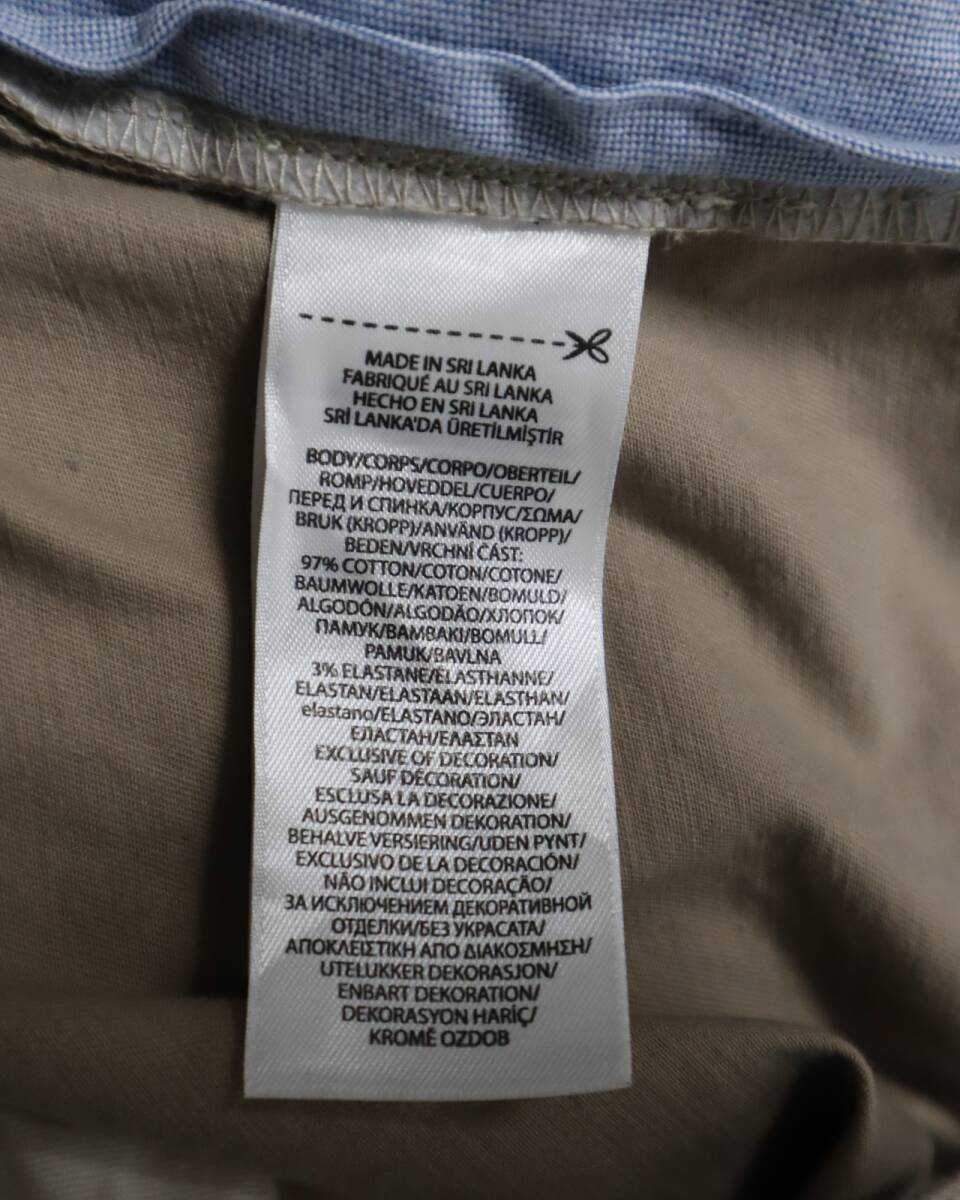 MADE IN SRI LANKA
FABRIQUÉ AU SRI LANKA
HECHO EN SRI LANKA
SRİ LANKA'DA ÜRETİLMİŞTİR
BODY/CORPS/CORPO/OBERTEIL/
ROMP/HOVEDDEL/CUERPO/
ПЕРЕД И СПИНКА/КОРПУС/ΣΩΜΑ/
BRUK (KROPP)/ANVÄND (KROPP)/
BEDEN/VRCHNÍ ČÁST:
97% COTTON/COTON/COTONE/
BAUMWOLLE/KATOEN/BOMULD/
ALGODÓN/ALGODÃO/ХЛОПОК/
ПАМУК/ΒΑΜΒΑΚΙ/BOMULL/
PAMUK/BAVLNA
3% ELASTANE/ÉLASTHANNE/
ELASTAN/ELASTAAN/ELASTHAN/
elastano/ELASTANO/ЭЛАСТАН/
ЕЛАСТАН/ΕΛΑΣΤΑΝ
EXCLUSIVE OF DECORATION/
SAUF DÉCORATION/
ESCLUSA LA DECORAZIONE/
AUSGENOMMEN DEKORATION/
BEHALVE VERSIERING/UDEN PYNT/
EXCLUSIVO DE LA DECORACIÓN/
NÃO INCLUI DECORAÇÃO/
ЗА ИСКЛЮЧЕНИЕМ ДЕКОРАТИВНОЙ
ОТДЕЛКИ/БЕЗ УКРАСАТА/
ΑΠΟΚΛΕΙΣΤΙΚΗ ΑΠΟ ΔΙΑΚΟΣΜΗΣΗ/
UTELUKKER DEKORASJON/
ENBART DEKORATION/
DEKORASYON HARİÇ/
KROMĚ OZDOB